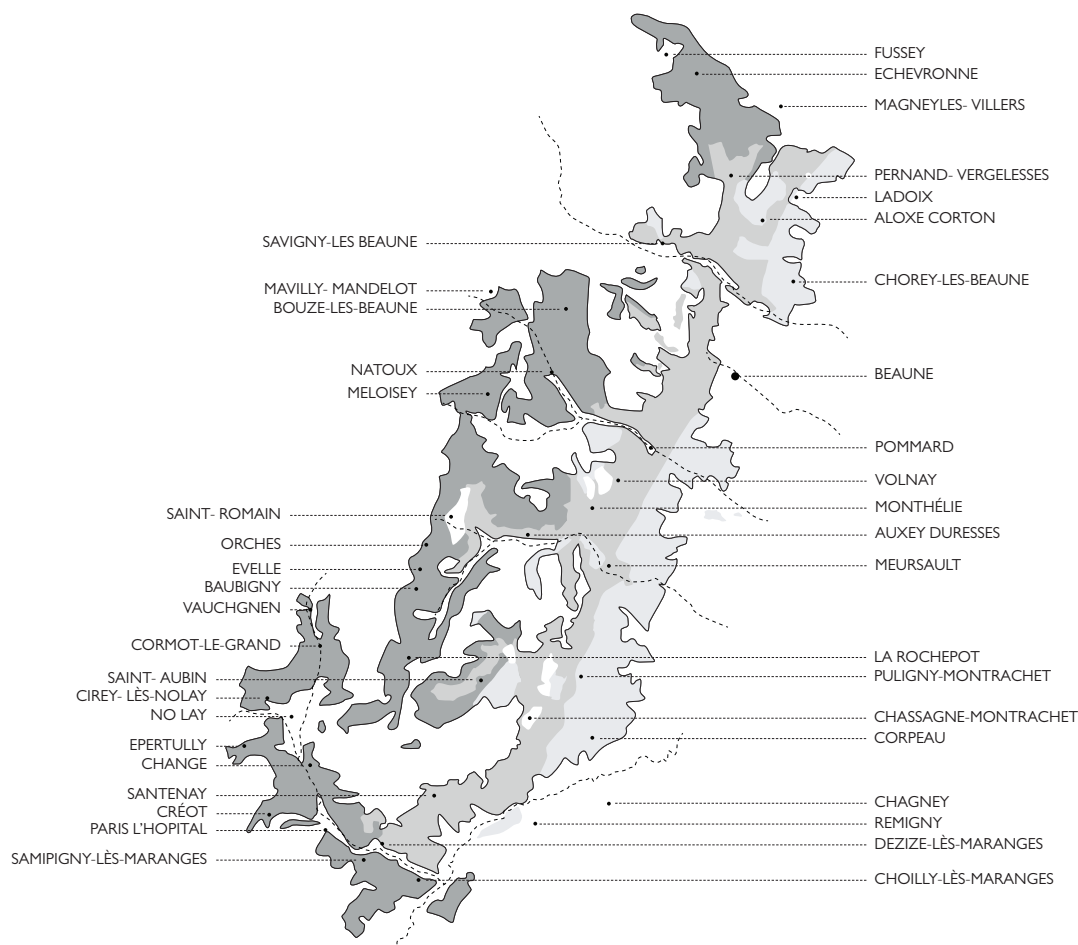 FUSSEY
ECHEVRONNE
MAGNEYLES- VILLERS
PERNAND- VERGELESSES
LADOIX
ALOXE CORTON
SAVIGNY-LES BEAUNE
CHOREY-LES-BEAUNE
MAVILLY- MANDELOT
BOUZE-LES-BEAUNE
NATOUX
BEAUNE
MELOISEY
POMMARD
VOLNAY
MONTHÉLIE
SAINT- ROMAIN
AUXEY DURESSES
ORCHES
MEURSAULT
EVELLE
BAUBIGNY
VAUCHGNEN
CORMOT-LE-GRAND
LA ROCHEPOT
SAINT- AUBIN
PULIGNY-MONTRACHET
CIREY- LÈS-NOLAY
NO LAY
CHASSAGNE-MONTRACHET
CORPEAU
EPERTULLY
CHANGE
SANTENAY
CHAGNEY
CRÉOT
REMIGNY
PARIS L'HOPITAL
DEZIZE-LÈS-MARANGES
SAMIPIGNY-LÈS-MARANGES
CHOILLY-LÈS-MARANGES